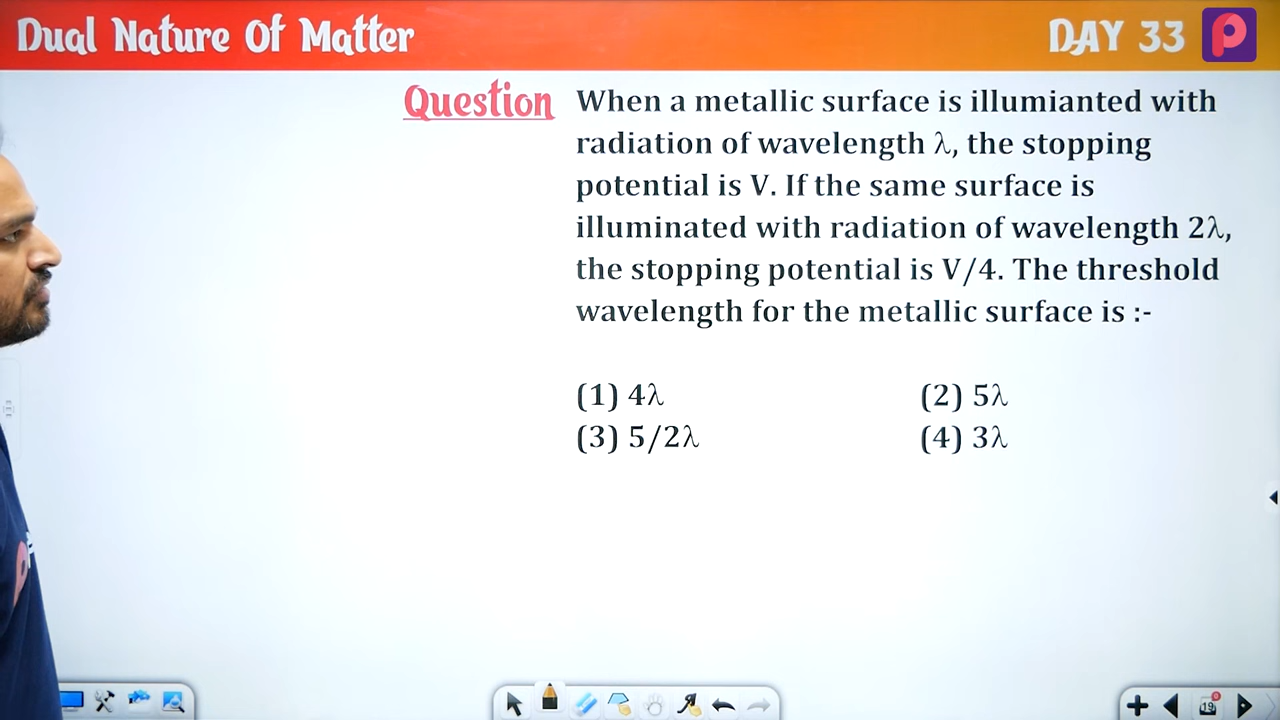 Dual Nature Of Matter
DAY 33
Question When a metallic surface is illumianted with
radiation of wavelength λ, the stopping
potential is V. If the same surface is
illuminated with radiation of wavelength 2λ,
the stopping potential is V/4. The threshold
wavelength for the metallic surface is :-
(1) 4λ (2) 5λ
(3) 5/2λ (4) 3λ
19